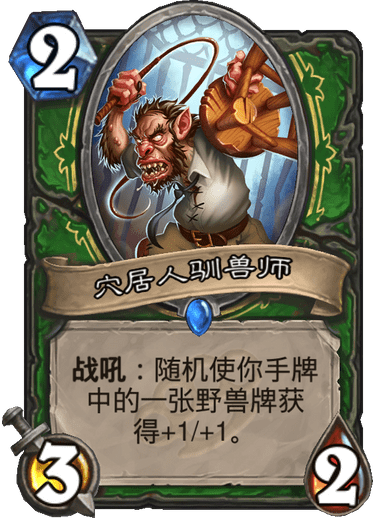 2
穴居人驯兽师
战吼：随机使你手牌
中的一张野兽牌获
得+1/+1。
3
2